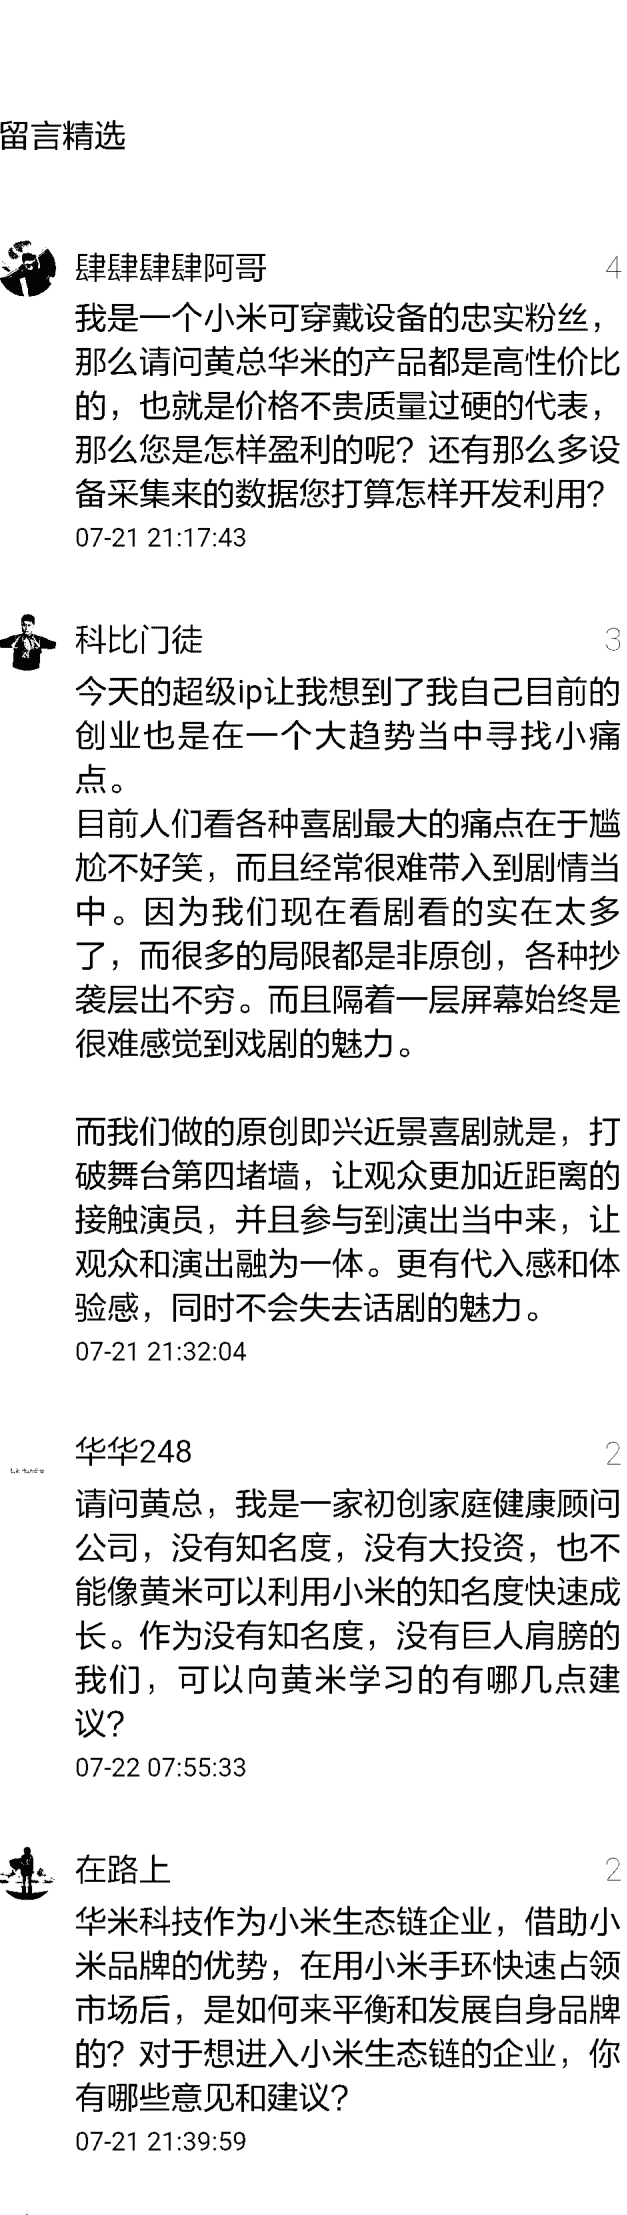 留言精选
肆肆肆肆阿哥
4
我是一个小米可穿戴设备的忠实粉丝，
那么请问黄总华米的产品都是高性价比
的，也就是价格不贵质量过硬的代表，
那么您是怎样盈利的呢？还有那么多设
备采集来的数据您打算怎样开发利用？
07-21 21:17:43
科比门徒
3
今天的超级ip让我想到了我自己目前的
创业也是在一个大趋势当中寻找小痛
点。
目前人们看各种喜剧最大的痛点在于尴
尬不好笑，而且经常很难带入到剧情当
中。因为我们现在看剧看的实在太多
了，而很多的局限都是非原创，各种抄
袭层出不穷。而且隔着一层屏幕始终是
很难感觉到戏剧的魅力。
而我们做的原创即兴近景喜剧就是，打
破舞台第四堵墙，让观众更加近距离的
接触演员，并且参与到演出当中来，让
观众和演出融为一体。更有代入感和体
验感，同时不会失去话剧的魅力。
07-21 21:32:04
华华248
2
请问黄总，我是一家初创家庭健康顾问
公司，没有知名度，没有大投资，也不
能像黄米可以利用小米的知名度快速成
长。作为没有知名度，没有巨人肩膀的
我们，可以向黄米学习的有哪几点建
议？
07-22 07:55:33
在路上
2
华米科技作为小米生态链企业，借助小
米品牌的优势，在用小米手环快速占领
市场后，是如何来平衡和发展自身品牌
的？对于想进入小米生态链的企业，你
有哪些意见和建议？
07-21 21:39:59